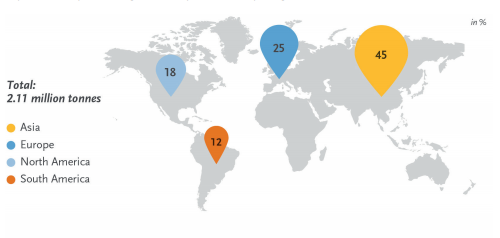 in %
25
45
18
Total:
2.11 million tonnes
Asia
12
Europe
North America
South America